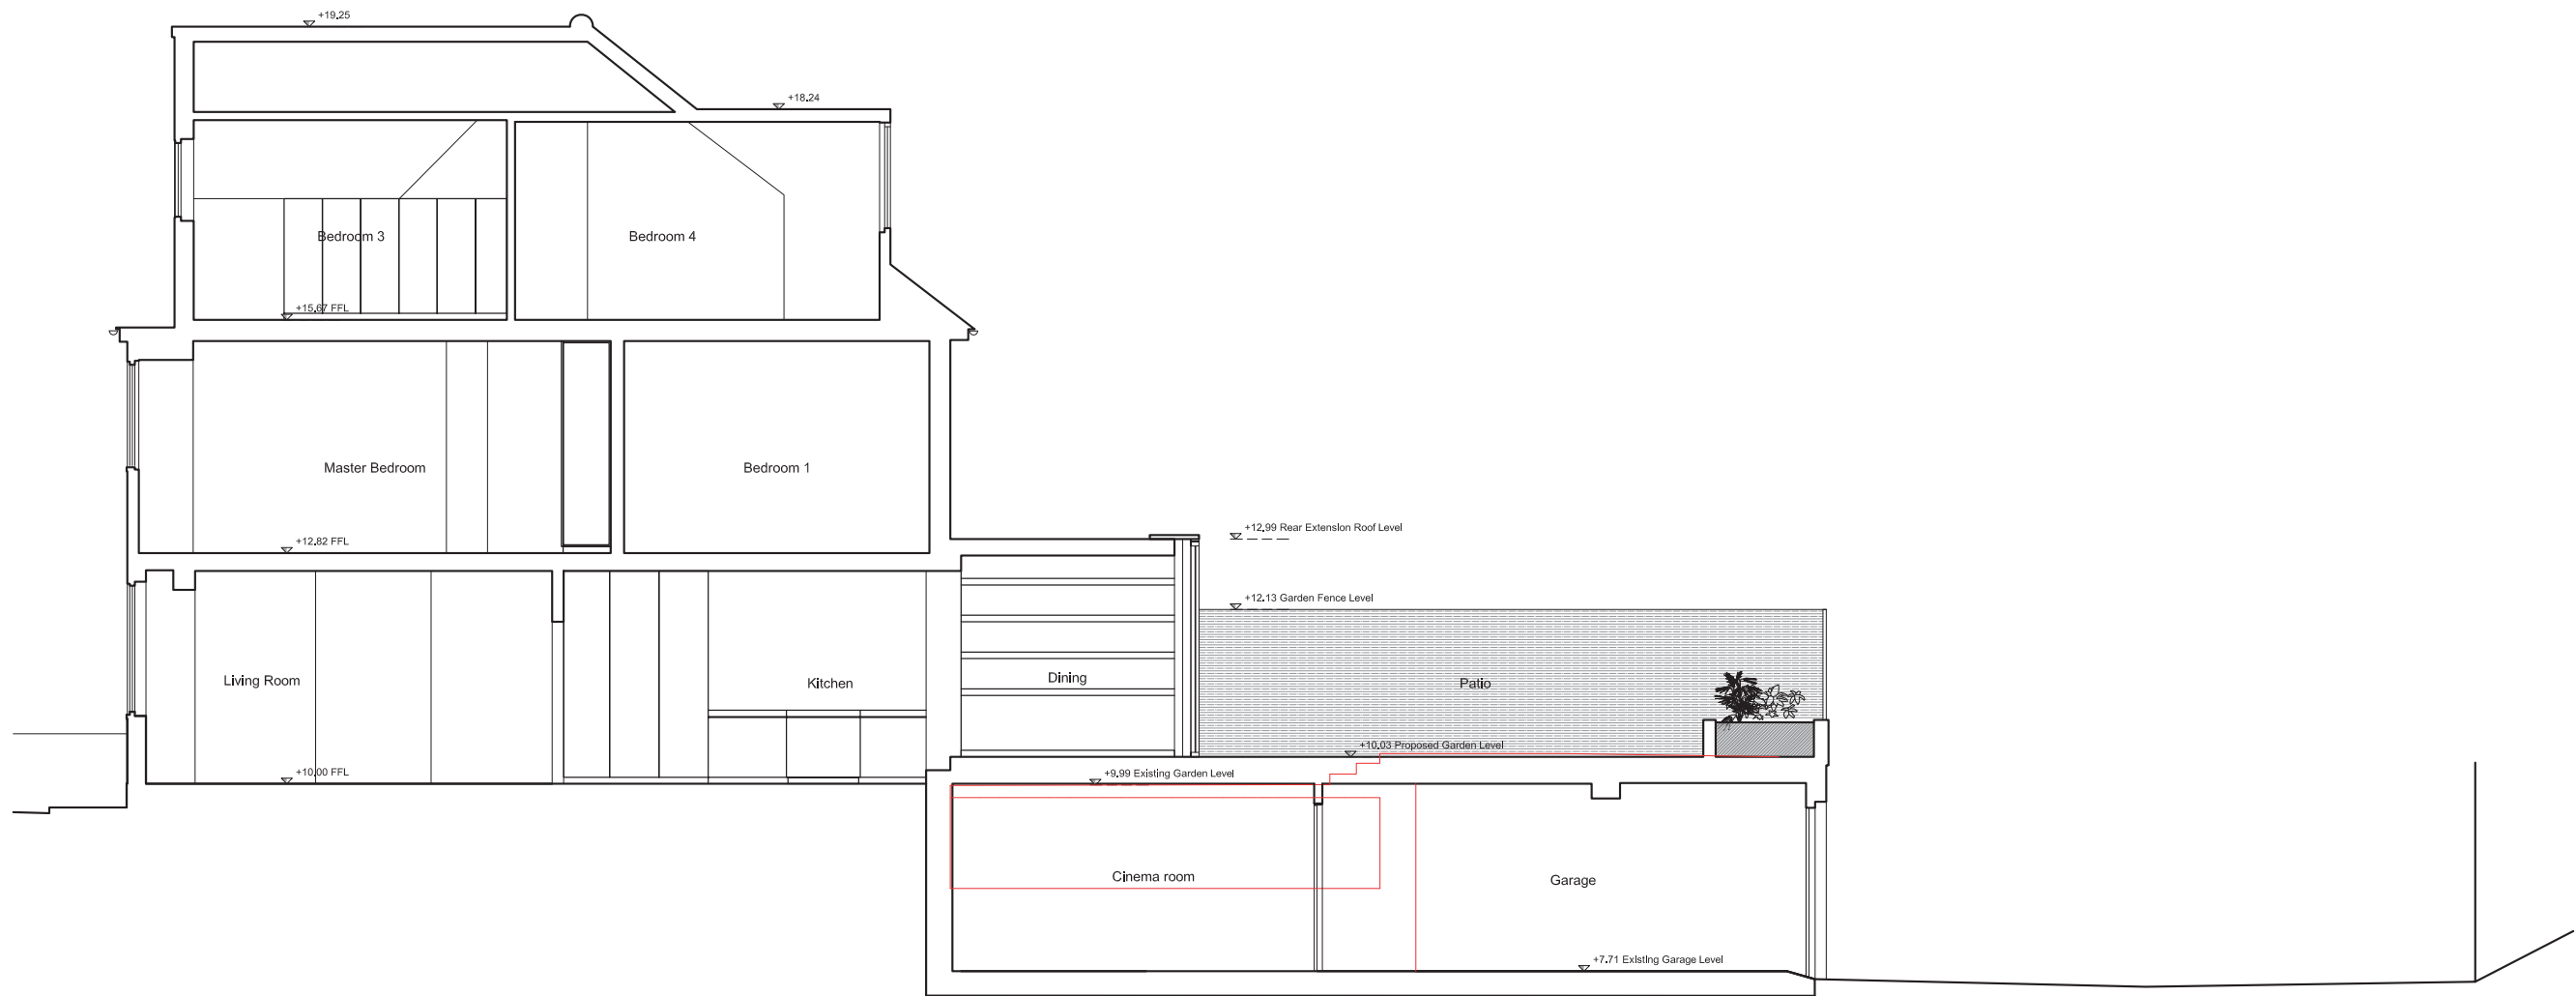 +19.25
+18.24
Bedroom 3
Bedroom 4
+15.67 FFL
Master Bedroom
Bedroom 1
+12.99 Rear Extension Roof Level
+12.82 FFL
+12.13 Garden Fence Level
Living Room
Kitchen
Dining
Patio
+10.03 Proposed Garden Level
+10.00 FFL
+9.99 Existing Garden Level
Cinema room
Garage
+7.71 Existing Garage Level